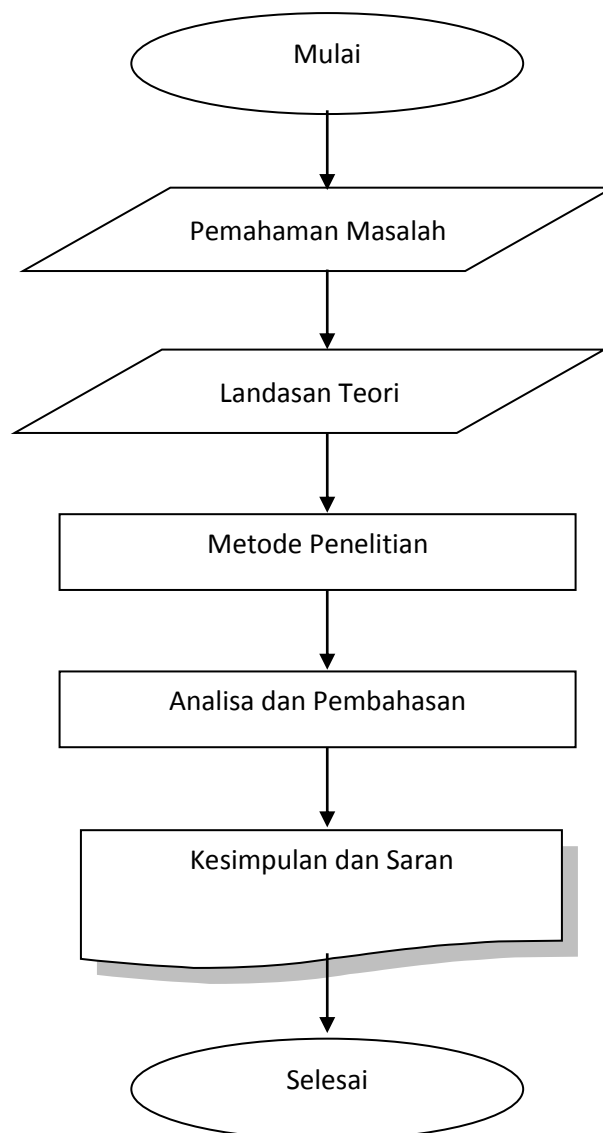 Mulai
Pemahaman Masalah
Landasan Teori
Metode Penelitian
Analisa dan Pembahasan
Kesimpulan dan Saran
Selesai